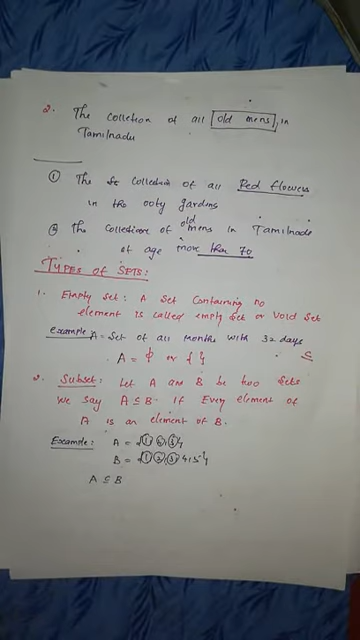 2. The colletion of all old mens, in
Tamilnadu
① The collection of all Red flowers
in the ooty gardens
② the collection of old mens in Tamilnadu
of age more than 70
TYPES OF SETS:
1. Empty set: A Set Containing no
element is called empty set or Void Set
example A = Set of all months with 32 days
A = ϕ or { }
2. Subset: Let A and B be two Sets
We say A ⊆ B if Every element of
A is an element of B.
Example: A = {1, 2, 3}
B = {1, 2, 3, 4, 5}
A ⊆ B